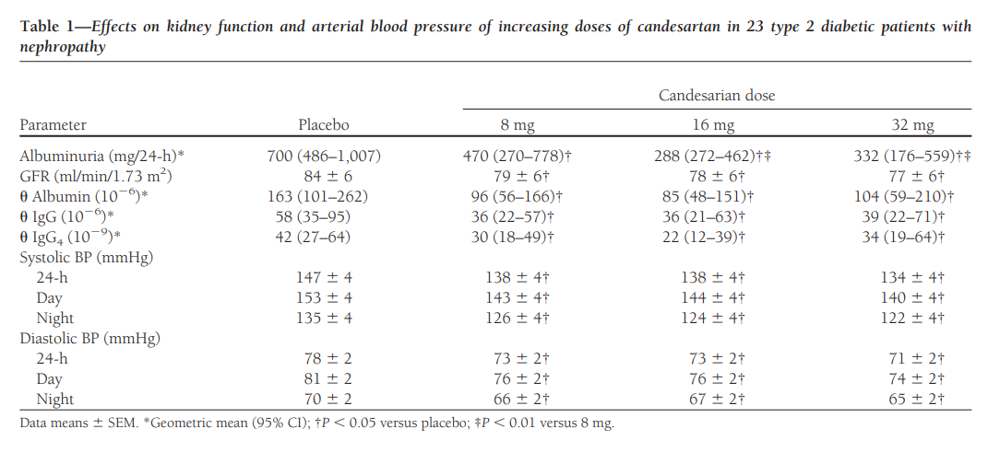 Table 1—Effects on kidney function and arterial blood pressure of increasing doses of candesartan in 23 type 2 diabetic patients with
nephropathy
Candesarian dose
Parameter Placebo 8 mg 16 mg 32 mg
Albuminuria (mg/24-h)* 700 (486–1,007) 470 (270–778)† 288 (272–462)†‡ 332 (176–559)†‡
GFR (ml/min/1.73 m²) 84 ± 6 79 ± 6† 78 ± 6† 77 ± 6†
θ Albumin (10⁻⁶)* 163 (101–262) 96 (56–166)† 85 (48–151)† 104 (59–210)†
θ IgG (10⁻⁶)* 58 (35–95) 36 (22–57)† 36 (21–63)† 39 (22–71)†
θ IgG₄ (10⁻⁹)* 42 (27–64) 30 (18–49)† 22 (12–39)† 34 (19–64)†
Systolic BP (mmHg)
24-h 147 ± 4 138 ± 4† 138 ± 4† 134 ± 4†
Day 153 ± 4 143 ± 4† 144 ± 4† 140 ± 4†
Night 135 ± 4 126 ± 4† 124 ± 4† 122 ± 4†
Diastolic BP (mmHg)
24-h 78 ± 2 73 ± 2† 73 ± 2† 71 ± 2†
Day 81 ± 2 76 ± 2† 76 ± 2† 74 ± 2†
Night 70 ± 2 66 ± 2† 67 ± 2† 65 ± 2†
Data means ± SEM. *Geometric mean (95% CI); †P < 0.05 versus placebo; ‡P < 0.01 versus 8 mg.